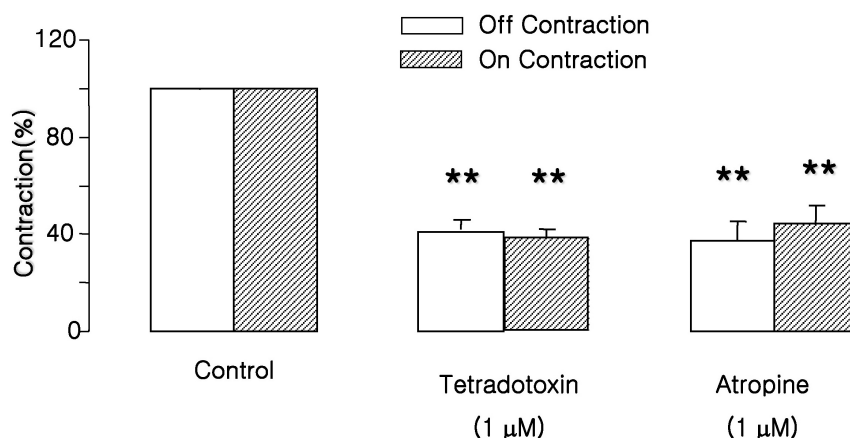 Off Contraction
On Contraction
Contraction(%)
120
80
40
0
** ** ** **
Control
Tetradotoxin
(1 μM)
Atropine
(1 μM)